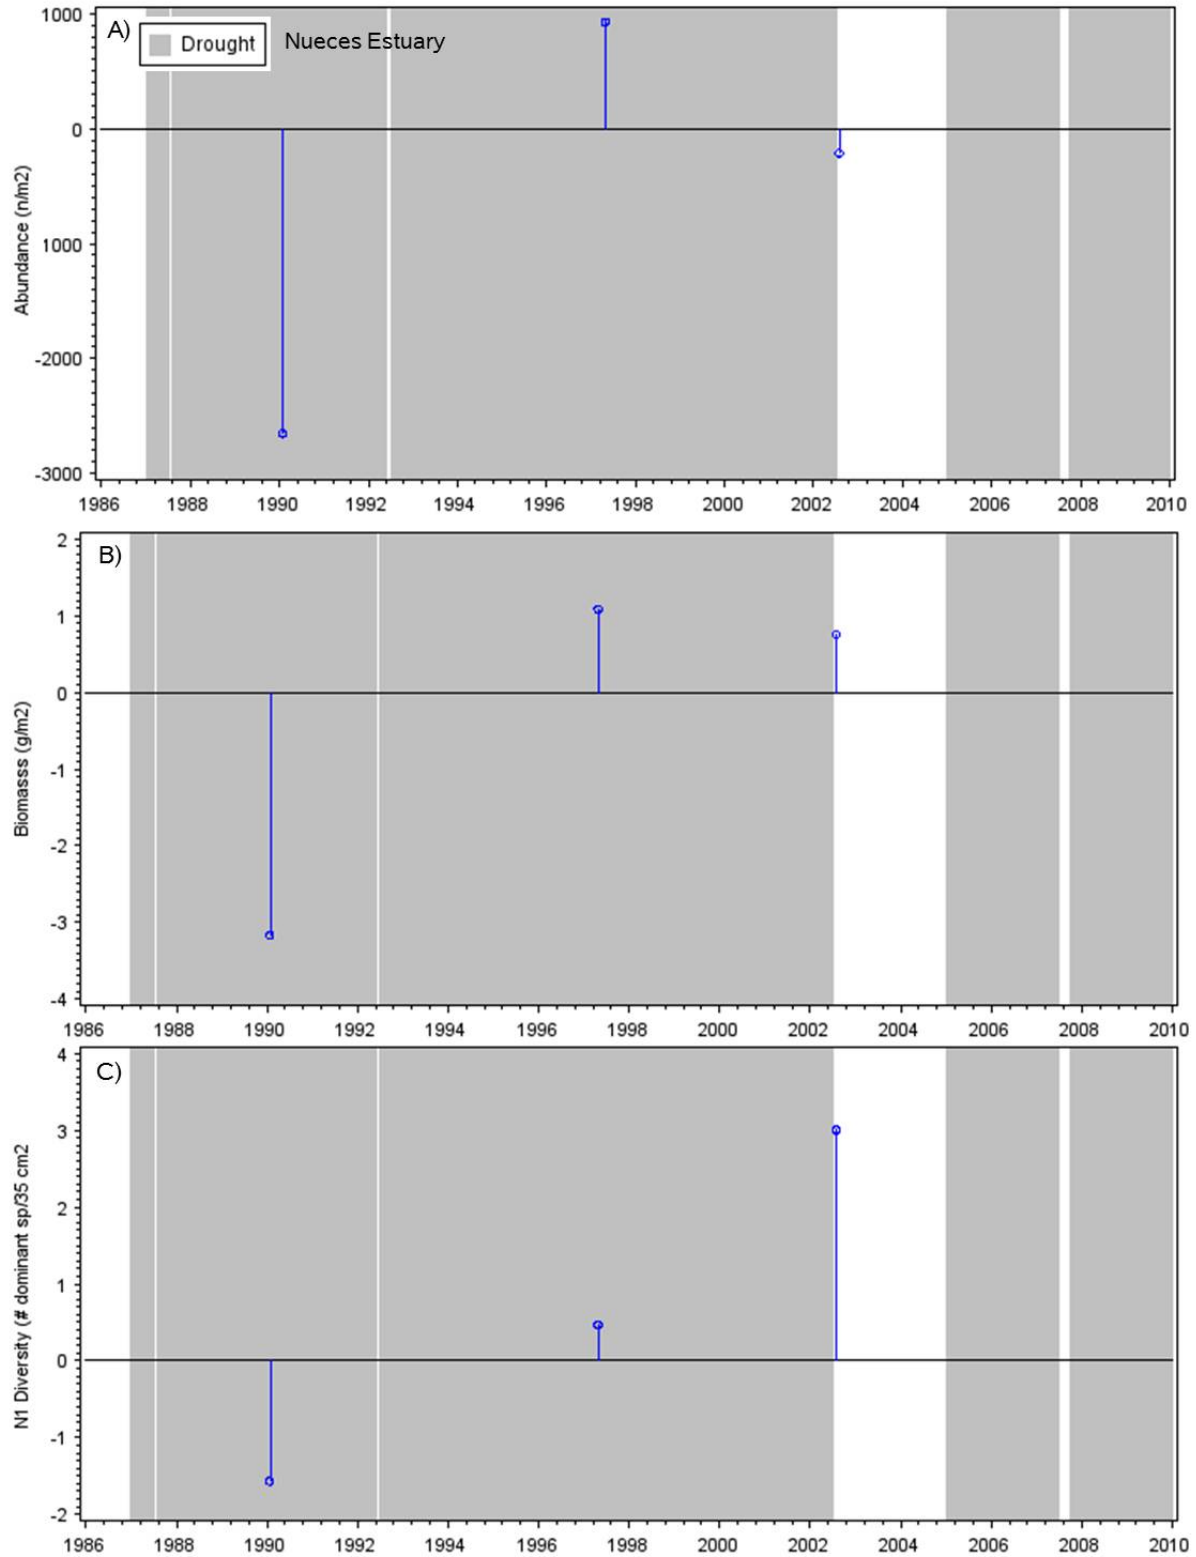 A)
Drought
Nueces Estuary
Abundance (n/m2)
1000
0
1000
-2000
-3000
1986 1988 1990 1992 1994 1996 1998 2000 2002 2004 2006 2008 2010
B)
Biomasss (g/m2)
2
1
0
-1
-2
-3
-4
1986 1988 1990 1992 1994 1996 1998 2000 2002 2004 2006 2008 2010
C)
N1 Diversity (# dominant sp/35 cm2
4
3
2
1
0
-1
-2
1986 1988 1990 1992 1994 1996 1998 2000 2002 2004 2006 2008 2010